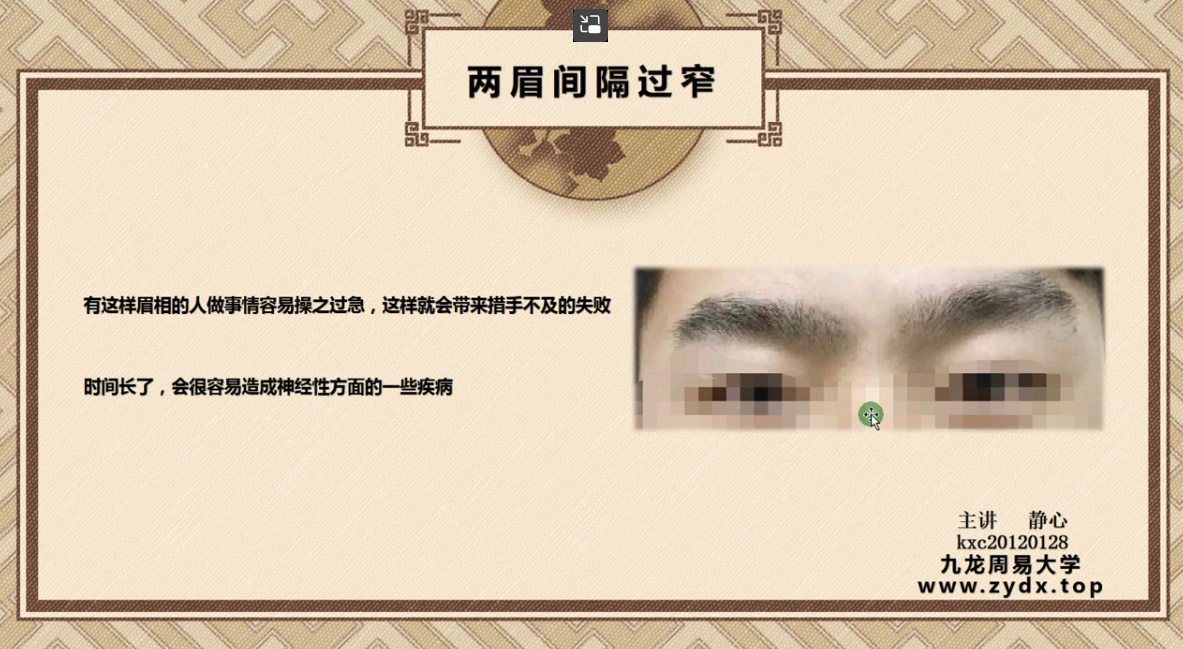 两眉间隔过窄
有这样眉相的人做事情容易操之过急，这样就会带来措手不及的失败
时间长了，会很容易造成神经性方面的一些疾病
主讲 静心
kxc20120128
九龙周易大学
www.zydx.top